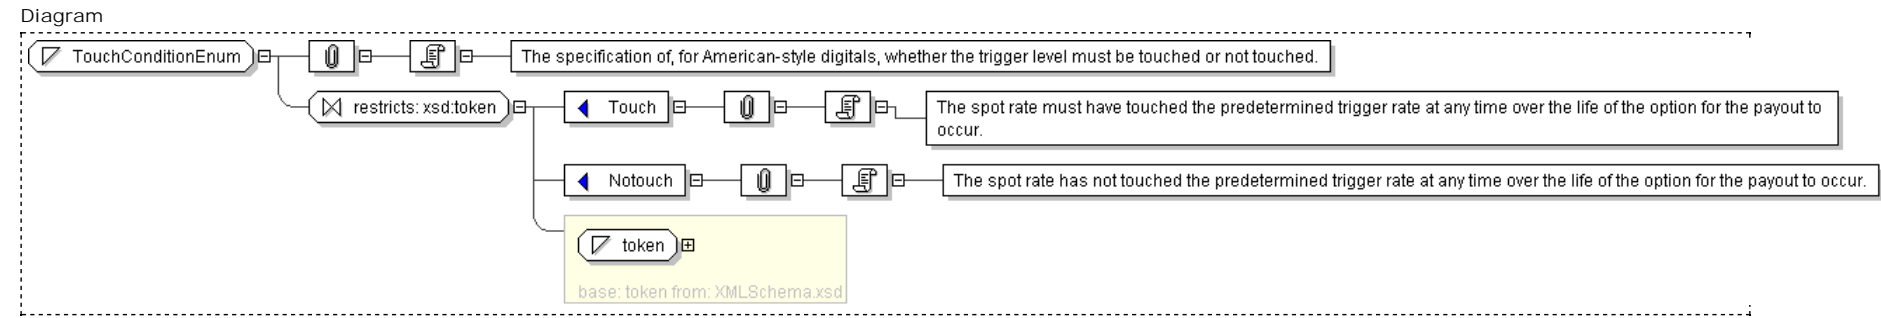 Diagram
TouchConditionEnum
The specification of, for American-style digitals, whether the trigger level must be touched or not touched.
restricts: xsd:token
Touch
The spot rate must have touched the predetermined trigger rate at any time over the life of the option for the payout to
occur.
Notouch
The spot rate has not touched the predetermined trigger rate at any time over the life of the option for the payout to occur.
token
base: token from: XMLSchema.xsd